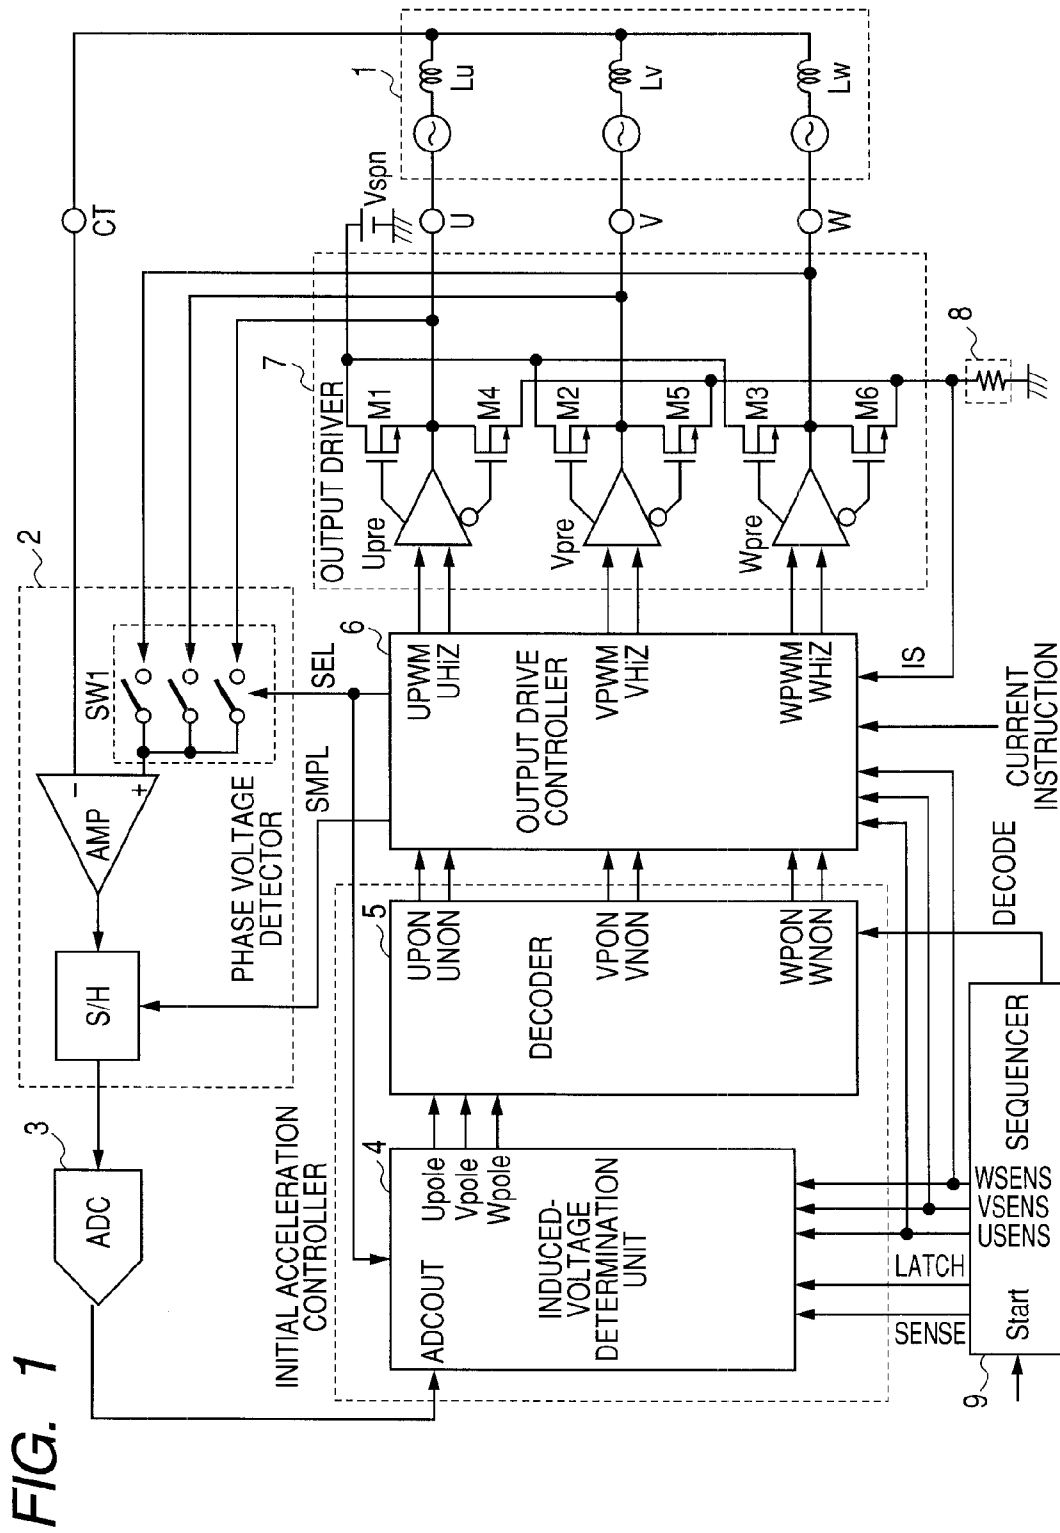 FIG. 1
3
ADC
2
S/H
AMP
-
+
SW1
PHASE VOLTAGE
DETECTOR
CT
SMPL
SEL
INITIAL ACCELERATION
CONTROLLER
4
ADCOUT
Upole
Vpole
Wpole
INDUCED-
VOLTAGE
DETERMINATION
UNIT
5
DECODER
UPON
UNON
VPON
VNON
WPON
WNON
6
OUTPUT DRIVE
CONTROLLER
UPWM
UHiZ
VPWM
VHiZ
WPWM
WHiZ
7
OUTPUT DRIVER
Upre
M1
M4
Vpre
M2
M5
Wpre
M3
M6
Vspn
U
V
W
1
Lu
Lv
Lw
8
IS
CURRENT
INSTRUCTION
DECODE
9
Start
SEQUENCER
SENSE
LATCH
USENS
VSENS
WSENS